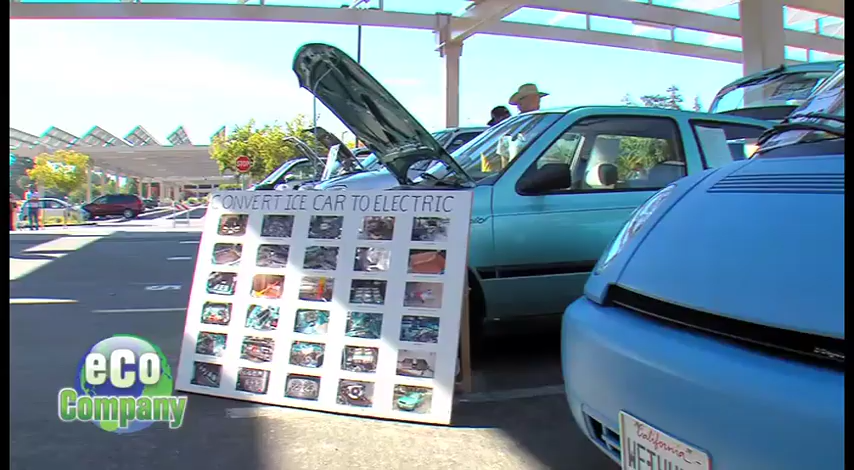 CONVERT ICE CAR TO ELECTRIC
STOP
eco
Company
California